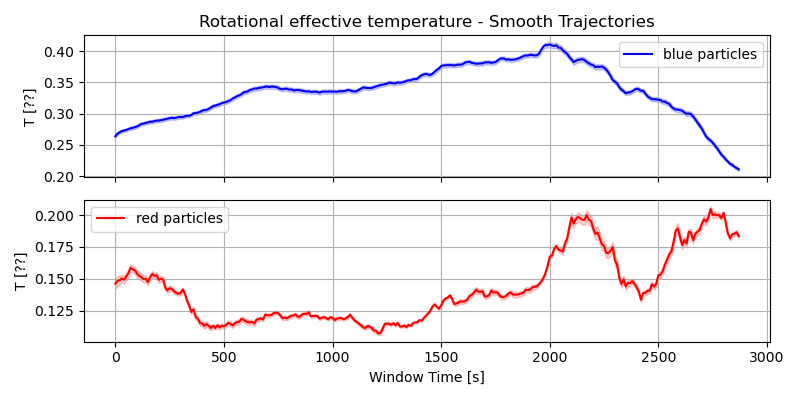 Rotational effective temperature - Smooth Trajectories
0.40
0.35
0.30
0.25
0.20
T [??]
blue particles
0.200
0.175
0.150
0.125
T [??]
red particles
0 500 1000 1500 2000 2500 3000
Window Time [s]